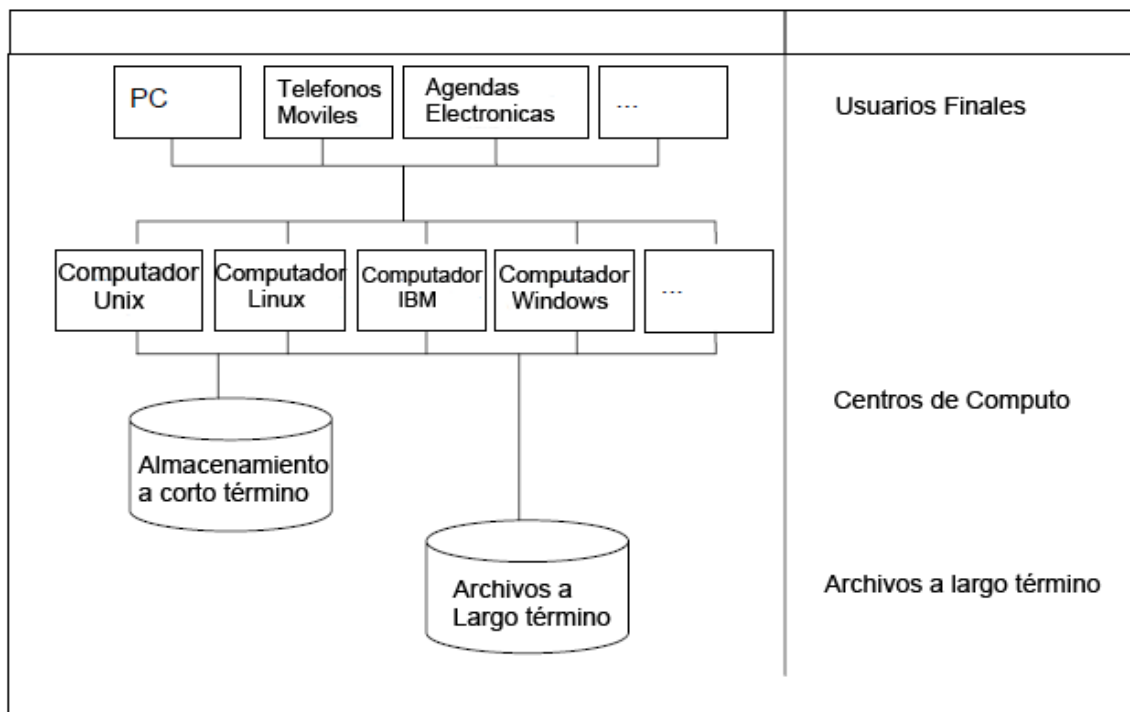 PC
Telefonos
Moviles
Agendas
Electronicas
...
Usuarios Finales
Computador
Unix
Computador
Linux
Computador
IBM
Computador
Windows
...
Centros de Computo
Almacenamiento
a corto término
Archivos a
Largo término
Archivos a largo término